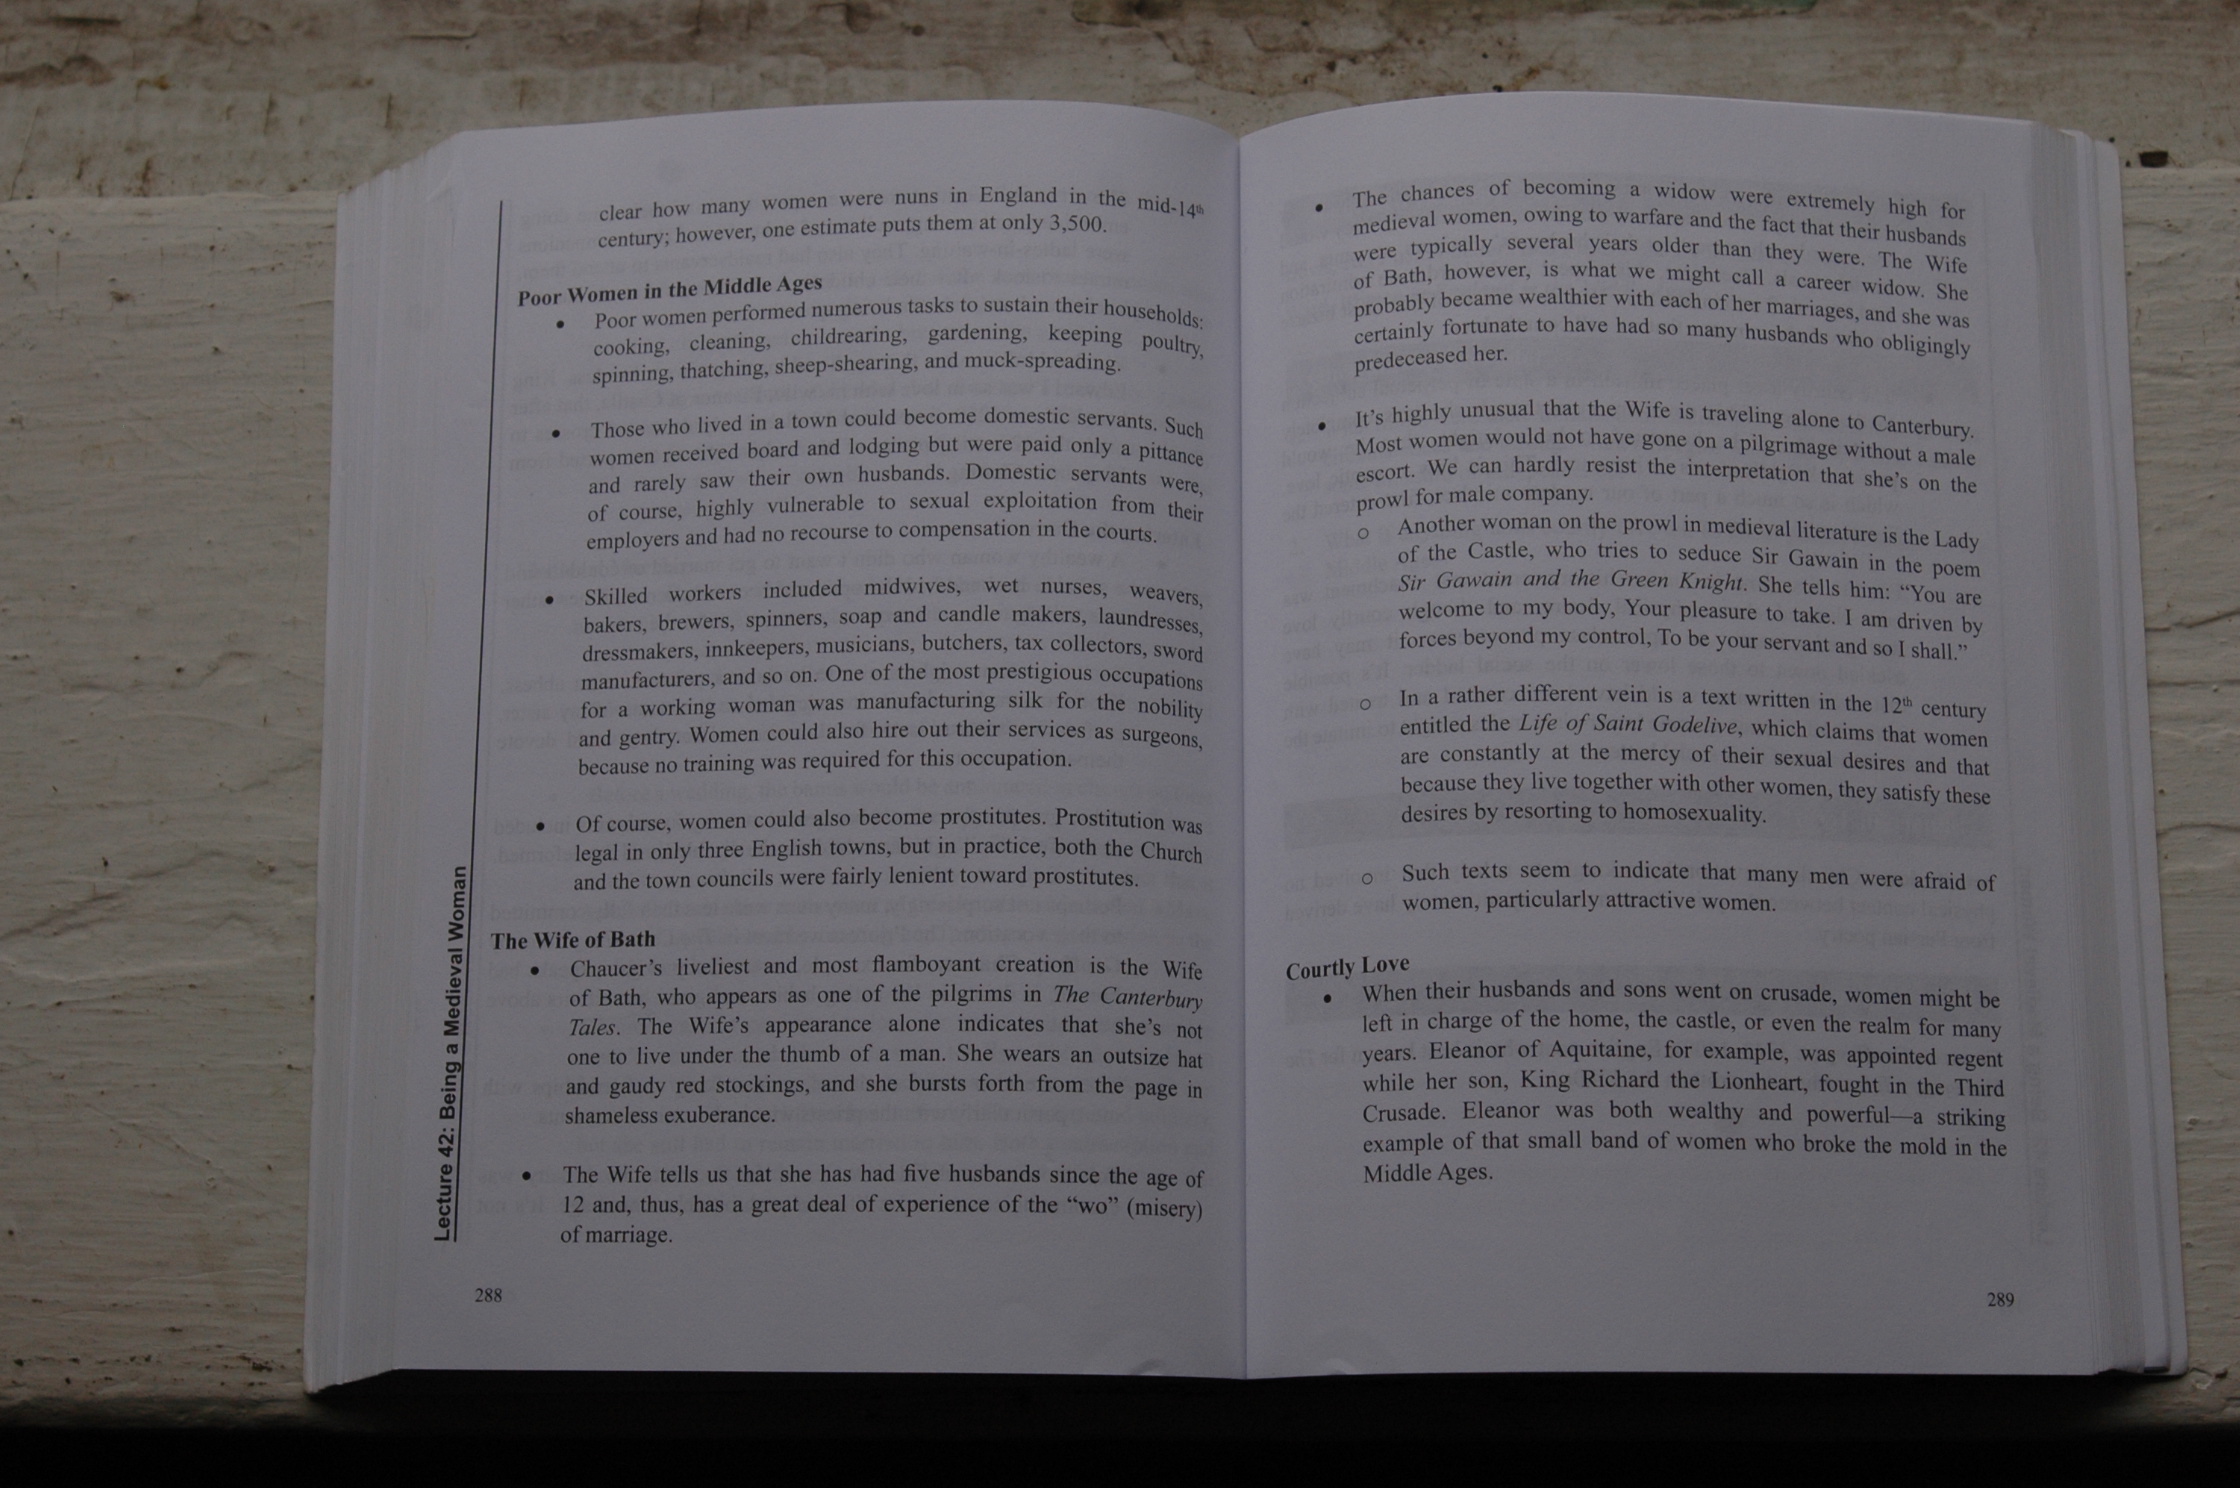 clear how many women were nuns in England in the mid-14th
century; however, one estimate puts them at only 3,500.
Poor Women in the Middle Ages
• Poor women performed numerous tasks to sustain their households:
cooking, cleaning, childrearing, gardening, keeping poultry,
spinning, thatching, sheep-shearing, and muck-spreading.
• Those who lived in a town could become domestic servants. Such
women received board and lodging but were paid only a pittance
and rarely saw their own husbands. Domestic servants were,
of course, highly vulnerable to sexual exploitation from their
employers and had no recourse to compensation in the courts.
• Skilled workers included midwives, wet nurses, weavers,
bakers, brewers, spinners, soap and candle makers, laundresses,
dressmakers, innkeepers, musicians, butchers, tax collectors, sword
manufacturers, and so on. One of the most prestigious occupations
for a working woman was manufacturing silk for the nobility
and gentry. Women could also hire out their services as surgeons,
because no training was required for this occupation.
• Of course, women could also become prostitutes. Prostitution was
legal in only three English towns, but in practice, both the Church
and the town councils were fairly lenient toward prostitutes.
The Wife of Bath
• Chaucer's liveliest and most flamboyant creation is the Wife
of Bath, who appears as one of the pilgrims in The Canterbury
Tales. The Wife's appearance alone indicates that she's not
one to live under the thumb of a man. She wears an outsize hat
and gaudy red stockings, and she bursts forth from the page in
shameless exuberance.
• The Wife tells us that she has had five husbands since the age of
12 and, thus, has a great deal of experience of the “wo” (misery)
of marriage.
Lecture 42: Being a Medieval Woman
288
• The chances of becoming a widow were extremely high for
medieval women, owing to warfare and the fact that their husbands
were typically several years older than they were. The Wife
of Bath, however, is what we might call a career widow. She
probably became wealthier with each of her marriages, and she was
certainly fortunate to have had so many husbands who obligingly
predeceased her.
• It's highly unusual that the Wife is traveling alone to Canterbury.
Most women would not have gone on a pilgrimage without a male
escort. We can hardly resist the interpretation that she's on the
prowl for male company.
○ Another woman on the prowl in medieval literature is the Lady
of the Castle, who tries to seduce Sir Gawain in the poem
Sir Gawain and the Green Knight. She tells him: “You are
welcome to my body, Your pleasure to take. I am driven by
forces beyond my control, To be your servant and so I shall.”
○ In a rather different vein is a text written in the 12th century
entitled the Life of Saint Godelive, which claims that women
are constantly at the mercy of their sexual desires and that
because they live together with other women, they satisfy these
desires by resorting to homosexuality.
○ Such texts seem to indicate that many men were afraid of
women, particularly attractive women.
Courtly Love
• When their husbands and sons went on crusade, women might be
left in charge of the home, the castle, or even the realm for many
years. Eleanor of Aquitaine, for example, was appointed regent
while her son, King Richard the Lionheart, fought in the Third
Crusade. Eleanor was both wealthy and powerful—a striking
example of that small band of women who broke the mold in the
Middle Ages.
289